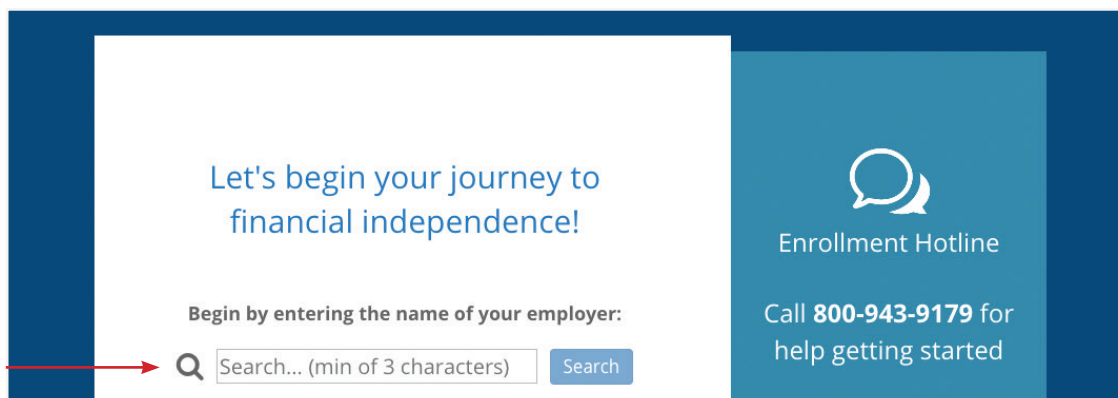 Let's begin your journey to
financial independence!
Begin by entering the name of your employer:
Search... (min of 3 characters)
Search
Enrollment Hotline
Call 800-943-9179 for
help getting started